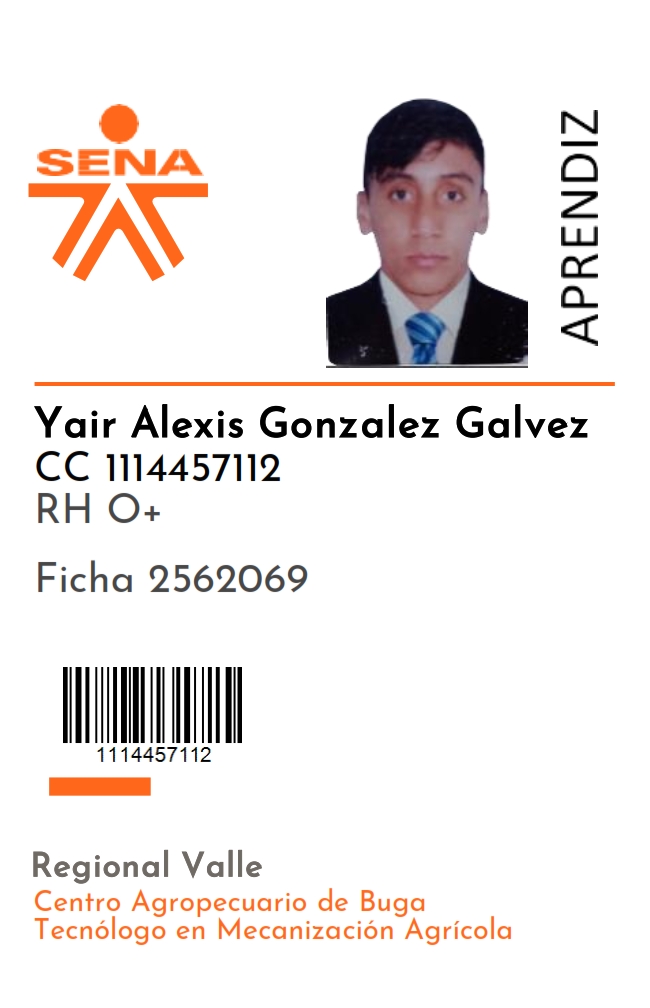 SENA
APRENDIZ
Yair Alexis Gonzalez Galvez
CC 1114457112
RH O+
Ficha 2562069
1114457112
Regional Valle
Centro Agropecuario de Buga
Tecnólogo en Mecanización Agrícola